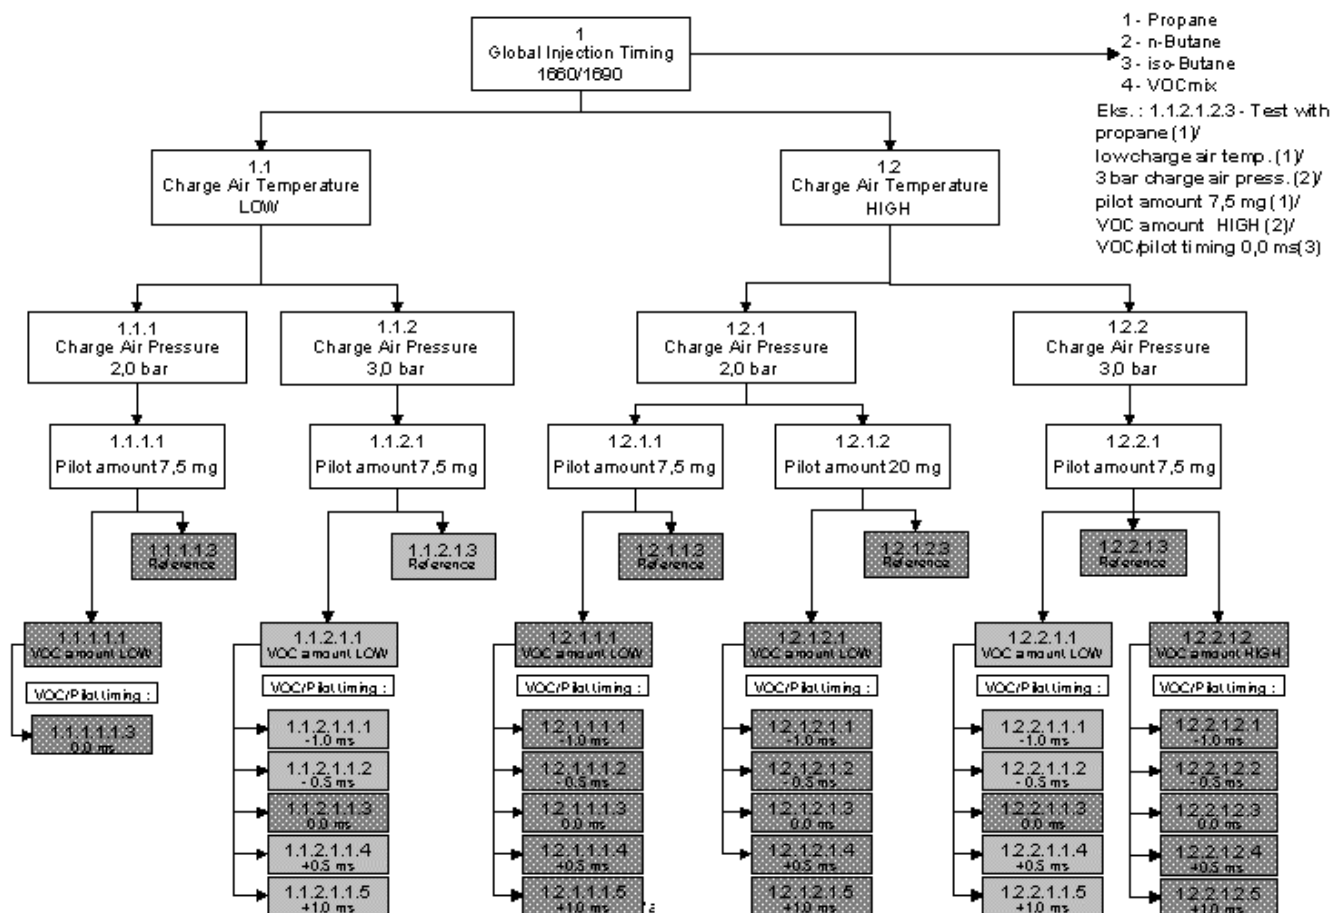 1
Global Injection Timing
1660/1690
1 - Propane
2 - n-Butane
3 - iso-Butane
4 - VOCmix
Eks. : 1.1.2.1.2.3 - Test with
propane (1)/
low charge air temp. (1)/
3 bar charge air press. (2)/
pilot amount 7,5 mg (1)/
VOC amount HIGH (2)/
VOC/pilot timing 0,0 ms(3)
1.1
Charge Air Temperature
LOW
1.2
Charge Air Temperature
HIGH
1.1.1
Charge Air Pressure
2,0 bar
1.1.2
Charge Air Pressure
3,0 bar
1.2.1
Charge Air Pressure
2,0 bar
1.2.2
Charge Air Pressure
3,0 bar
1.1.1.1
Pilot amount 7,5 mg
1.1.2.1
Pilot amount 7,5 mg
1.2.1.1
Pilot amount 7,5 mg
1.2.1.2
Pilot amount 20 mg
1.2.2.1
Pilot amount 7,5 mg
1.1.1.1.3
Reference
1.1.2.1.3
Reference
1.2.1.1.3
Reference
1.2.1.2.3
Reference
1.2.2.1.3
Reference
1.1.1.1.1
VOC amount LOW
VOC/Pilot timing :
1.1.1.1.1.3
0.0 ms
1.1.2.1.1
VOC amount LOW
VOC/Pilot timing :
1.1.2.1.1.1
-1.0 ms
1.1.2.1.1.2
- 0.5 ms
1.1.2.1.1.3
0.0 ms
1.1.2.1.1.4
+0.5 ms
1.1.2.1.1.5
+1.0 ms
1.2.1.1.1
VOC amount LOW
VOC/Pilot timing :
1.2.1.1.1.1
-1.0 ms
1.2.1.1.1.2
- 0.5 ms
1.2.1.1.1.3
0.0 ms
1.2.1.1.1.4
+0.5 ms
1.2.1.1.1.5
+1.0 ms
1.2.1.2.1
VOC amount LOW
VOC/Pilot timing :
1.2.1.2.1.1
-1.0 ms
1.2.1.2.1.2
- 0.5 ms
1.2.1.2.1.3
0.0 ms
1.2.1.2.1.4
+0.5 ms
1.2.1.2.1.5
+1.0 ms
1.2.2.1.1
VOC amount LOW
VOC/Pilot timing :
1.2.2.1.1.1
-1.0 ms
1.2.2.1.1.2
- 0.5 ms
1.2.2.1.1.3
0.0 ms
1.2.2.1.1.4
+0.5 ms
1.2.2.1.1.5
+1.0 ms
1.2.2.1.2
VOC amount HIGH
VOC/Pilot timing :
1.2.2.1.2.1
-1.0 ms
1.2.2.1.2.2
- 0.5 ms
1.2.2.1.2.3
0.0 ms
1.2.2.1.2.4
+0.5 ms
1.2.2.1.2.5
+1.0 ms